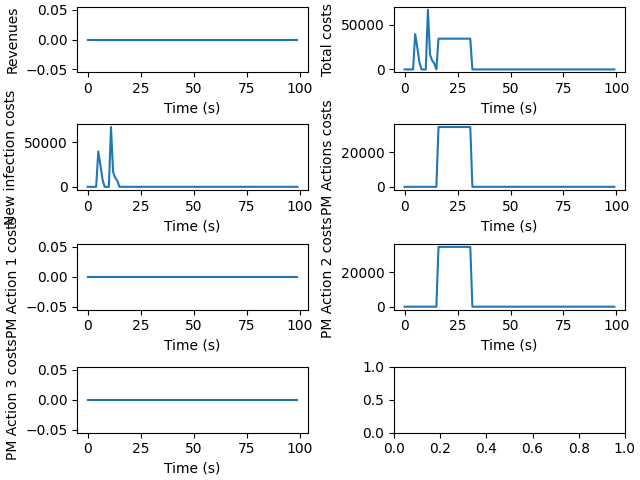 Revenues
0.05
0.00
−0.05
0 25 50 75 100
Time (s)
Total costs
50000
0
0 25 50 75 100
Time (s)
New infection costs
50000
0
0 25 50 75 100
Time (s)
PM Actions costs
20000
0
0 25 50 75 100
Time (s)
PM Action 1 costs
0.05
0.00
−0.05
0 25 50 75 100
Time (s)
PM Action 2 costs
20000
0
0 25 50 75 100
Time (s)
PM Action 3 costs
0.05
0.00
−0.05
0 25 50 75 100
Time (s)
1.0
0.5
0.0
0.0 0.2 0.4 0.6 0.8 1.0